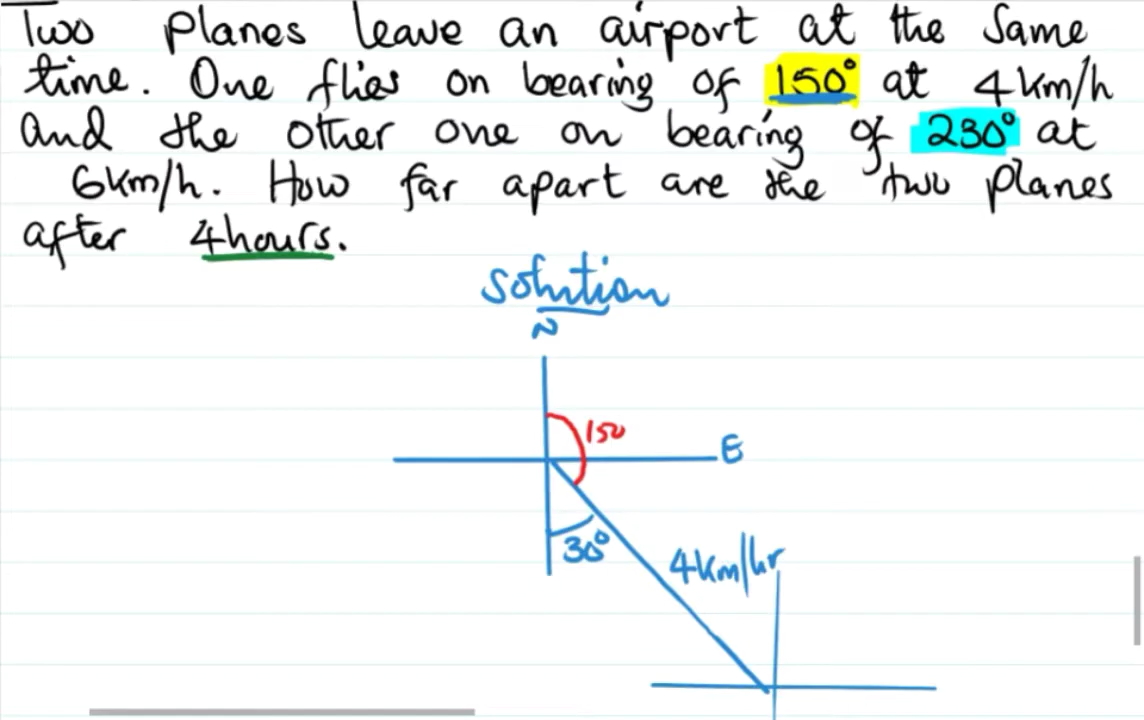 Two planes leave an airport at the same
time. One flies on bearing of 150° at 4km/h
and the other one on bearing of 230° at
6km/h. How far apart are the two planes
after 4hours.
solution
N
150
E
30°
4km/hr